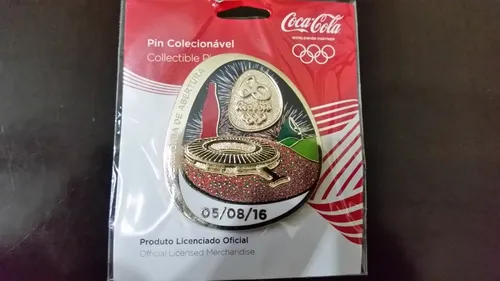 Coca-Cola
WORLDWIDE PARTNER
Pin Colecionável
Collectible
DE ABERTURA
05/08/16
Produto Licenciado Oficial
Official Licensed Merchandise